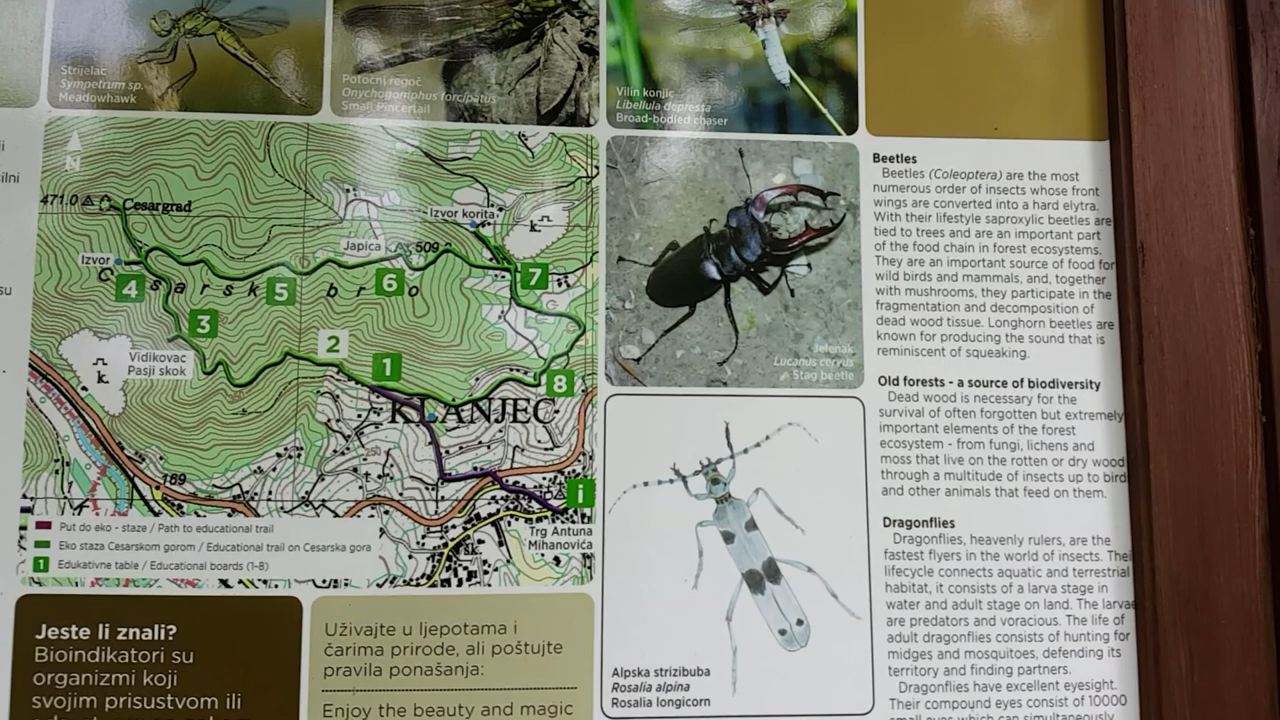 Strijelac
Sympetrum sp.
Meadowhawk
Potočni regoč
Onychogomphus forcipatus
Small Pincertail
Vilin konjic
Libellula depressa
Broad-bodied chaser
N
471.0
Cesargrad
Izvor korita
k.
Japica
509
Izvor
Cesarsko brdo
4
5
6
7
3
2
1
8
Vidikovac
Pasji skok
k.
KLANJEC
250
169
i
Trg Antuna
Mihanovića
šk.
Put do eko - staze / Path to educational trail
Eko staza Cesarskom gorom / Educational trail on Cesarska gora
1 Edukativne table / Educational boards (1-8)
Jelenak
Lucanus cervus
Stag beetle
Alpska strizibuba
Rosalia alpina
Rosalia longicorn
Beetles
Beetles (Coleoptera) are the most
numerous order of insects whose front
wings are converted into a hard elytra.
With their lifestyle saproxylic beetles are
tied to trees and are an important part
of the food chain in forest ecosystems.
They are an important source of food for
wild birds and mammals, and, together
with mushrooms, they participate in the
fragmentation and decomposition of
dead wood tissue. Longhorn beetles are
known for producing the sound that is
reminiscent of squeaking.
Old forests - a source of biodiversity
Dead wood is necessary for the
survival of often forgotten but extremely
important elements of the forest
ecosystem - from fungi, lichens and
moss that live on the rotten or dry wood
through a multitude of insects up to bird
and other animals that feed on them.
Dragonflies
Dragonflies, heavenly rulers, are the
fastest flyers in the world of insects. Thei
lifecycle connects aquatic and terrestrial
habitat, it consists of a larva stage in
water and adult stage on land. The larvae
are predators and voracious. The life of
adult dragonflies consists of hunting for
midges and mosquitoes, defending its
territory and finding partners.
Dragonflies have excellent eyesight.
Their compound eyes consist of 10000
small eyes which can simultaneously
Jeste li znali?
Bioindikatori su
organizmi koji
svojim prisustvom ili
Uživajte u ljepotama i
čarima prirode, ali poštujte
pravila ponašanja:
Enjoy the beauty and magic